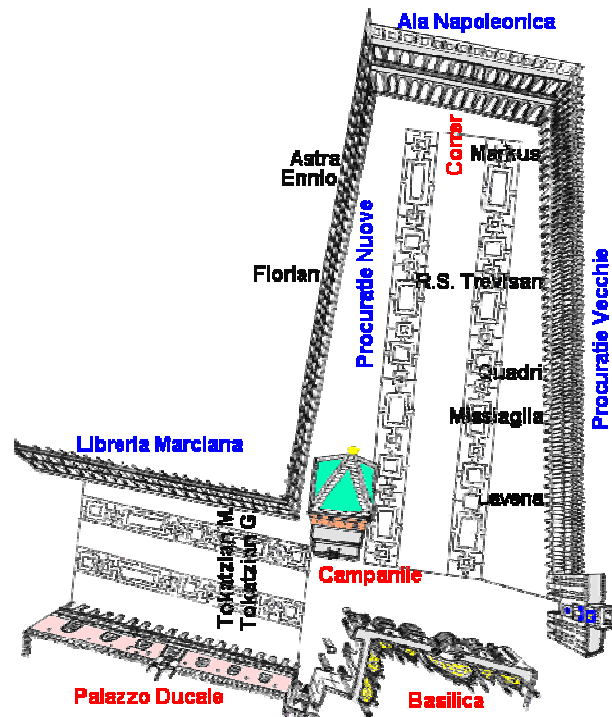 Ala Napoleonica
Correr
Markus
Astra
Ennio
Procuratie Nuove
Florian
R.S. Trevisan
Procuratie Vecchie
Quadri
Missiaglia
Libreria Marciana
Lavena
Tokatzian M.
Tokatzian G.
Campanile
Palazzo Ducale
Basilica